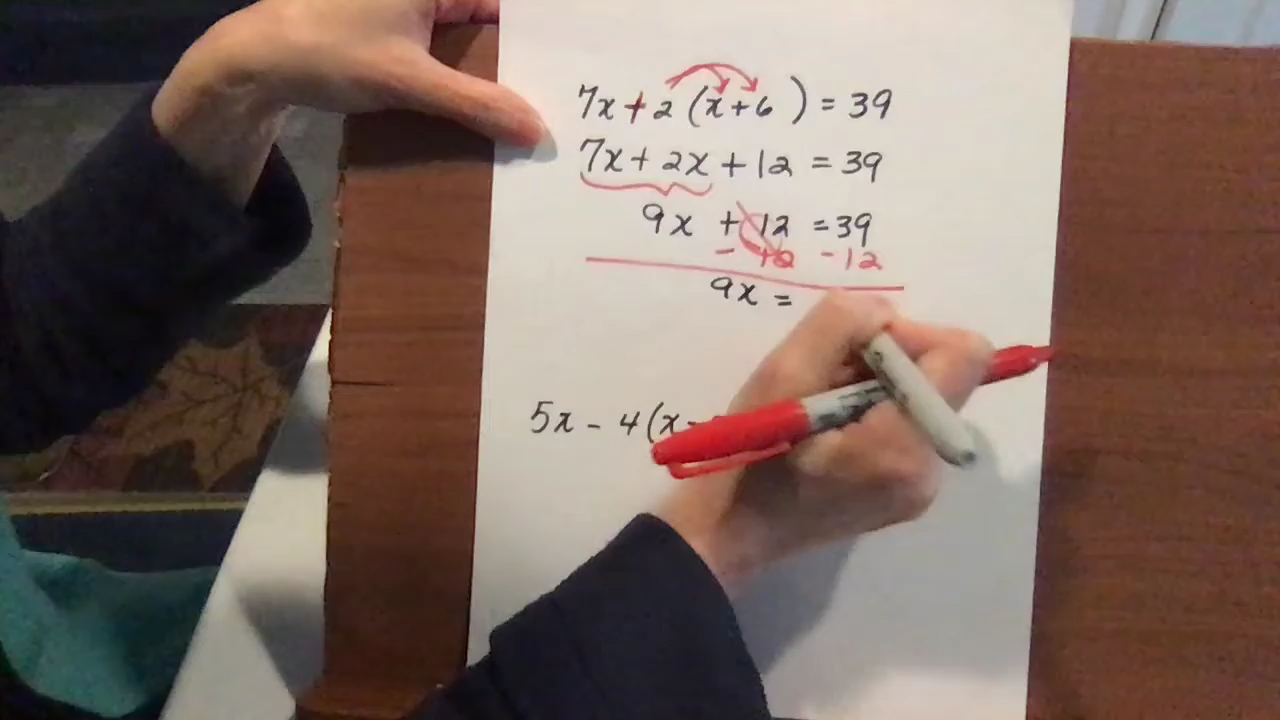 7x + 2 (x + 6 ) = 39
7x + 2x + 12 = 39
9x + 12 = 39
- 12 - 12
9x =
5x - 4 (x -